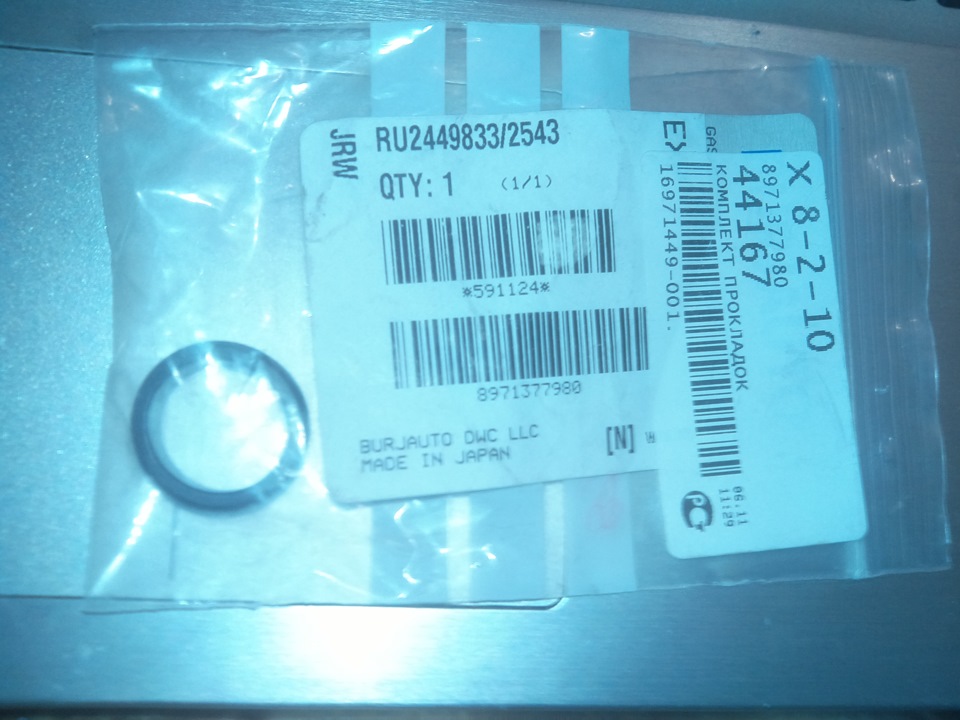 JRW
RU2449833/2543
QTY: 1 (1/1)
*591124*
8971377980
BURJAUTO DWC LLC
MADE IN JAPAN
[N]
GAS
X 8-2-10
8971377980
44167
КОМПЛЕКТ ПРОКЛАДОК
16971449-001.
06.11
11:29